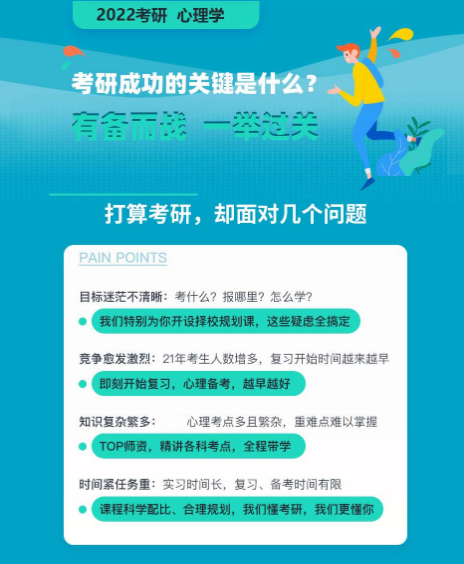 2022考研 心理学
考研成功的关键是什么？
有备而战 一举过关
打算考研，却面对几个问题
PAIN POINTS
目标迷茫不清晰：考什么？报哪里？怎么学？
我们特别为你开设择校规划课，这些疑虑全搞定
竞争愈发激烈：21年考生人数增多，复习开始时间越来越早
即刻开始复习，心理备考，越早越好
知识复杂繁多： 心理考点多且繁杂，重难点难以掌握
TOP师资，精讲各科考点，全程带学
时间紧任务重：实习时间长，复习、备考时间有限
课程科学配比、合理规划，我们懂考研，我们更懂你